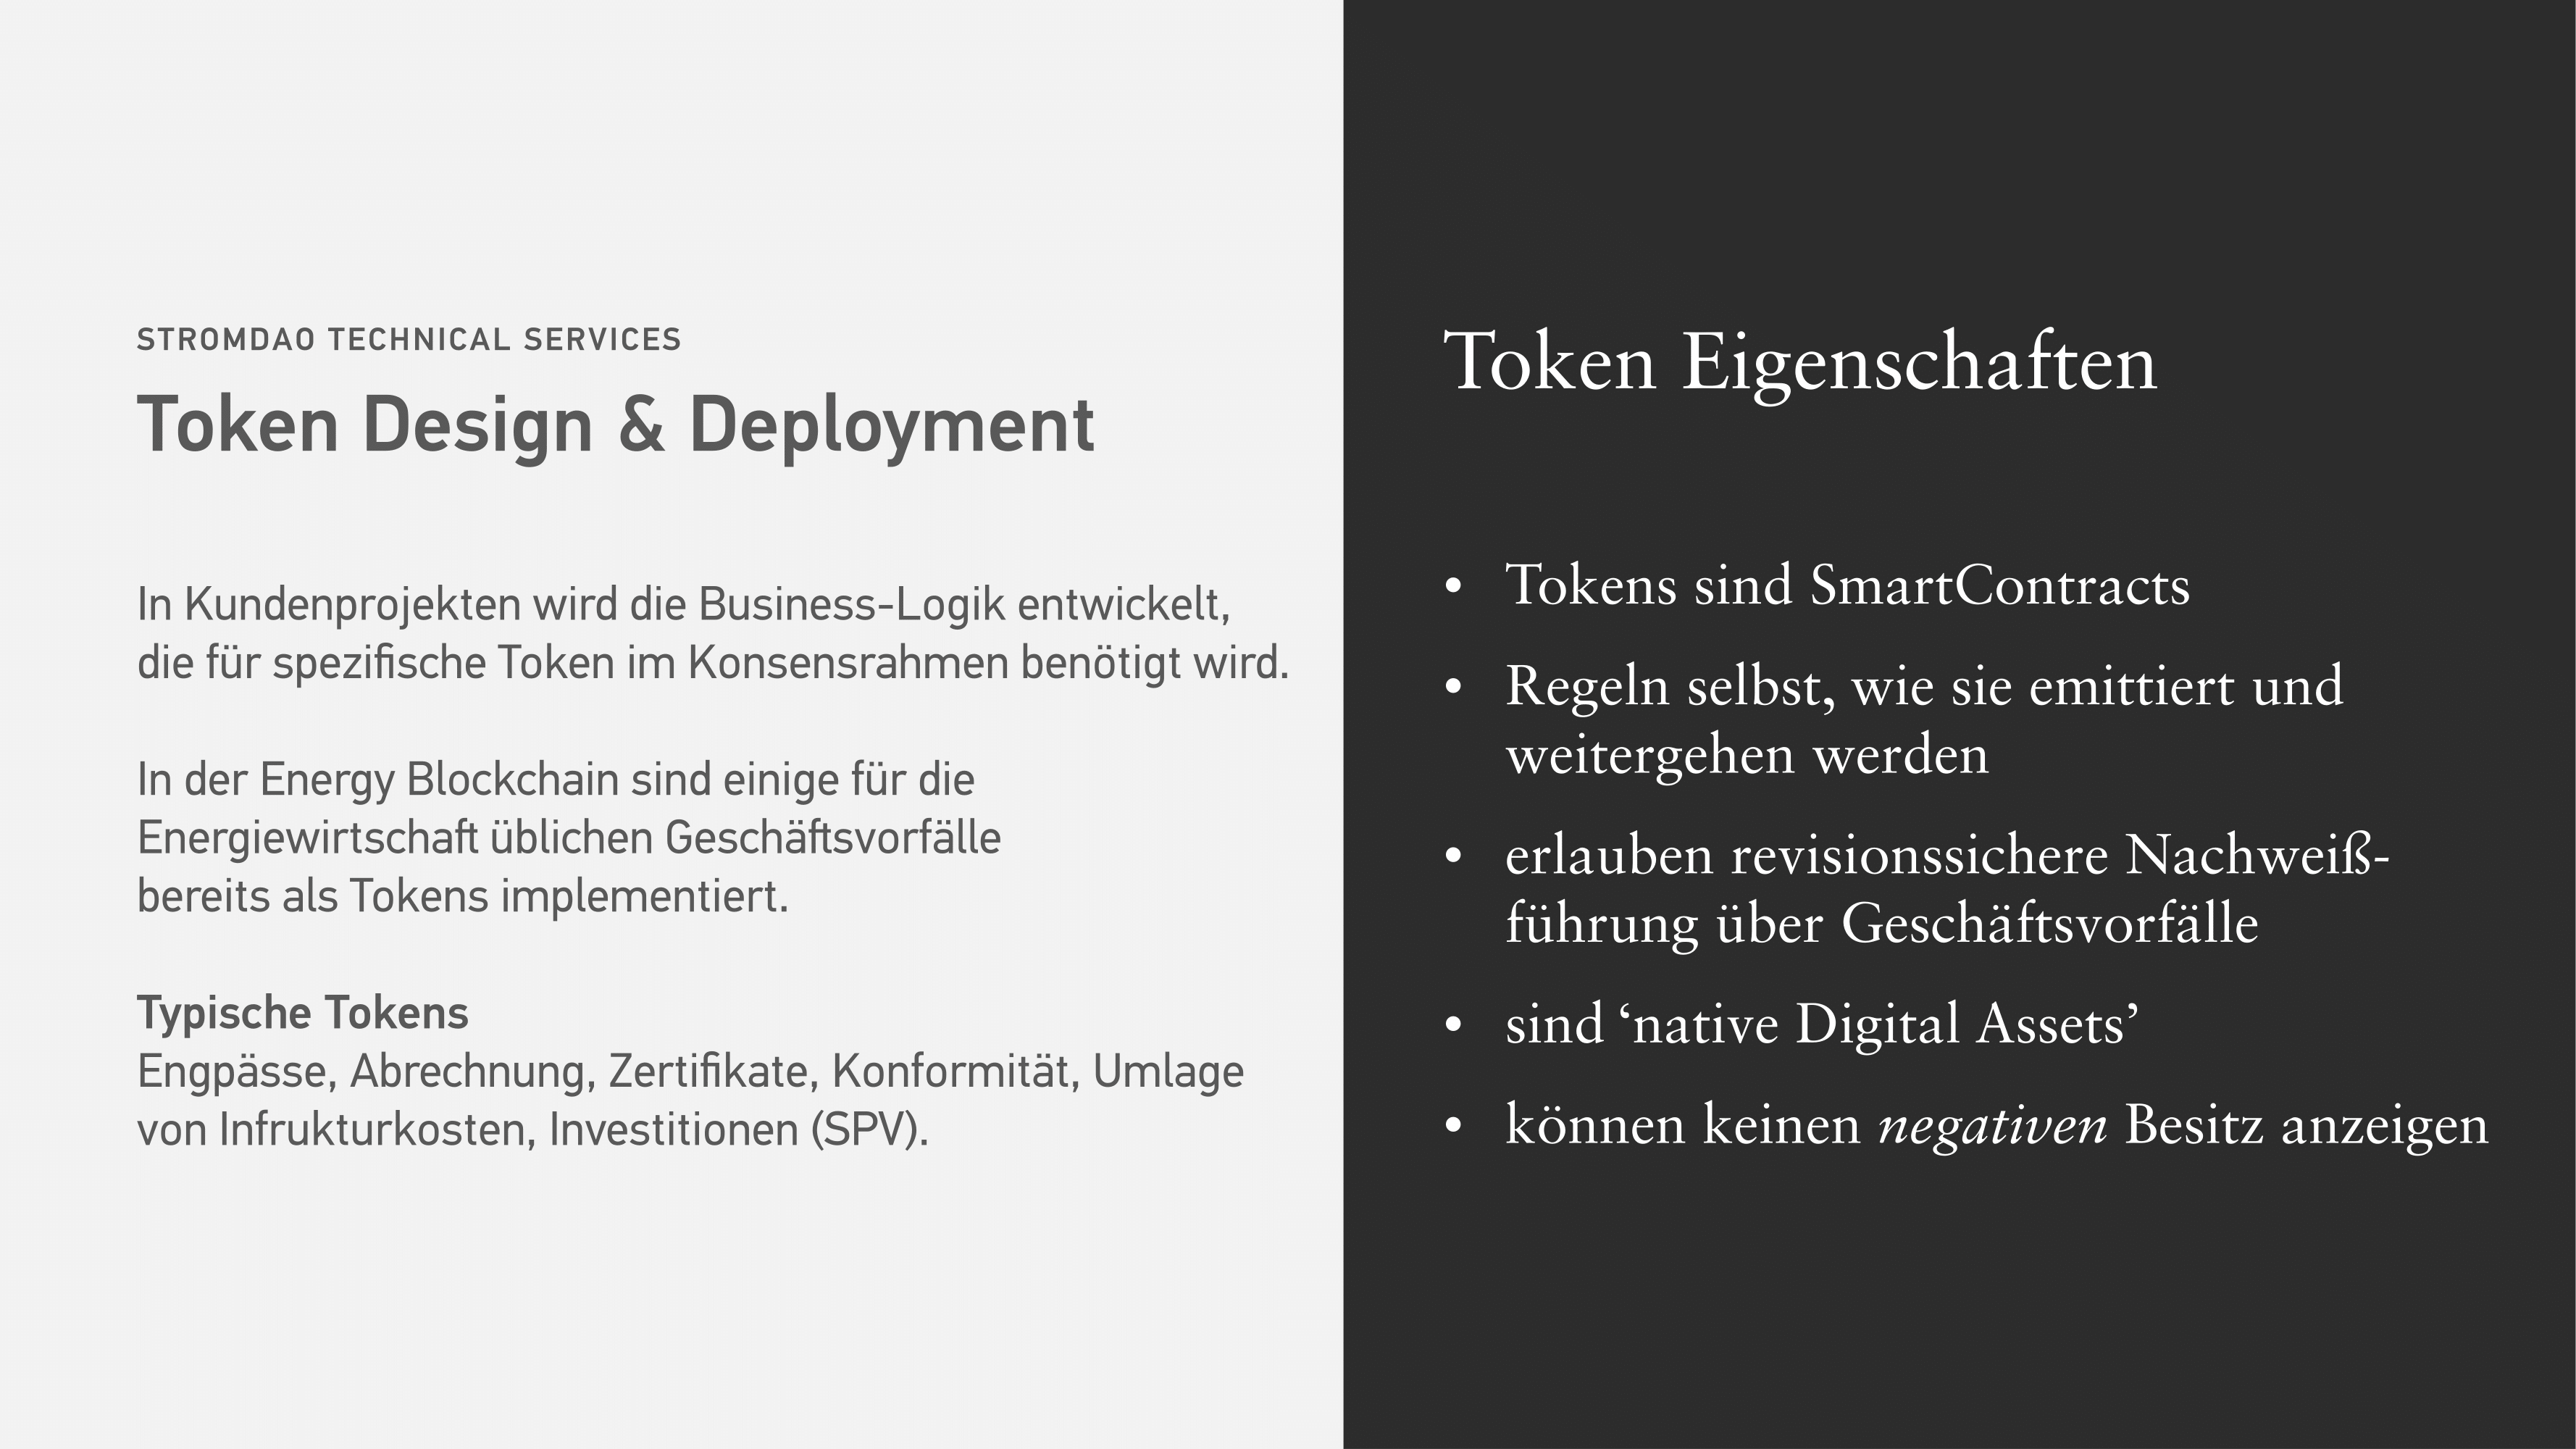 STROMDAO TECHNICAL SERVICES
Token Design & Deployment
In Kundenprojekten wird die Business-Logik entwickelt,
die für spezifische Token im Konsensrahmen benötigt wird.
In der Energy Blockchain sind einige für die
Energiewirtschaft üblichen Geschäftsvorfälle
bereits als Tokens implementiert.
Typische Tokens
Engpässe, Abrechnung, Zertifikate, Konformität, Umlage
von Infrukturkosten, Investitionen (SPV).
Token Eigenschaften
• Tokens sind SmartContracts
• Regeln selbst, wie sie emittiert und
weitergehen werden
• erlauben revisionssichere Nachweiß-
führung über Geschäftsvorfälle
• sind ‘native Digital Assets’
• können keinen negativen Besitz anzeigen